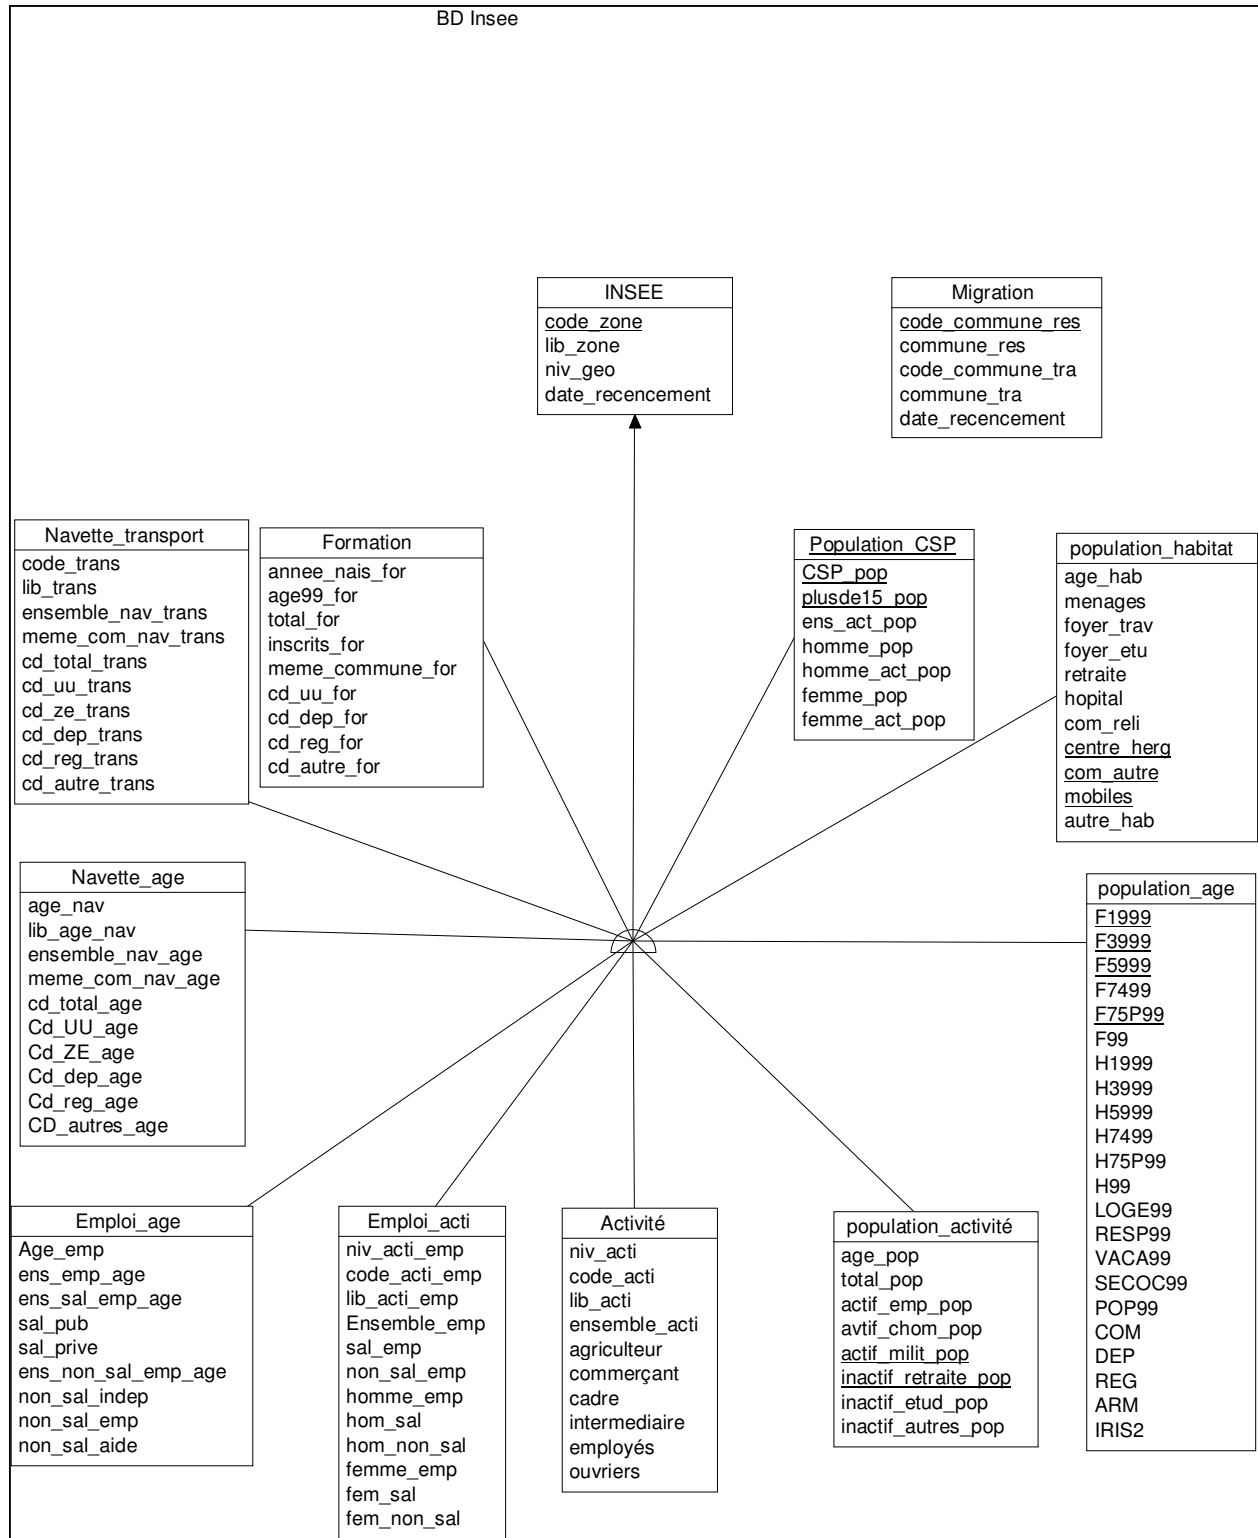 BD Insee
INSEE
code_zone
lib_zone
niv_geo
date_recencement
Migration
code_commune_res
commune_res
code_commune_tra
commune_tra
date_recencement
Navette_transport
code_trans
lib_trans
ensemble_nav_trans
meme_com_nav_trans
cd_total_trans
cd_uu_trans
cd_ze_trans
cd_dep_trans
cd_reg_trans
cd_autre_trans
Formation
annee_nais_for
age99_for
total_for
inscrits_for
meme_commune_for
cd_uu_for
cd_dep_for
cd_reg_for
cd_autre_for
Population_CSP
CSP_pop
plusde15_pop
ens_act_pop
homme_pop
homme_act_pop
femme_pop
femme_act_pop
population_habitat
age_hab
menages
foyer_trav
foyer_etu
retraite
hopital
com_reli
centre_herg
com_autre
mobiles
autre_hab
Navette_age
age_nav
lib_age_nav
ensemble_nav_age
meme_com_nav_age
cd_total_age
Cd_UU_age
Cd_ZE_age
Cd_dep_age
Cd_reg_age
CD_autres_age
population_age
F1999
F3999
F5999
F7499
F75P99
F99
H1999
H3999
H5999
H7499
H75P99
H99
LOGE99
RESP99
VACA99
SECOC99
POP99
COM
DEP
REG
ARM
IRIS2
Emploi_age
Age_emp
ens_emp_age
ens_sal_emp_age
sal_pub
sal_prive
ens_non_sal_emp_age
non_sal_indep
non_sal_emp
non_sal_aide
Emploi_acti
niv_acti_emp
code_acti_emp
lib_acti_emp
Ensemble_emp
sal_emp
non_sal_emp
homme_emp
hom_sal
hom_non_sal
femme_emp
fem_sal
fem_non_sal
Activité
niv_acti
code_acti
lib_acti
ensemble_acti
agriculteur
commerçant
cadre
intermediaire
employés
ouvriers
population_activité
age_pop
total_pop
actif_emp_pop
avtif_chom_pop
actif_milit_pop
inactif_retraite_pop
inactif_etud_pop
inactif_autres_pop